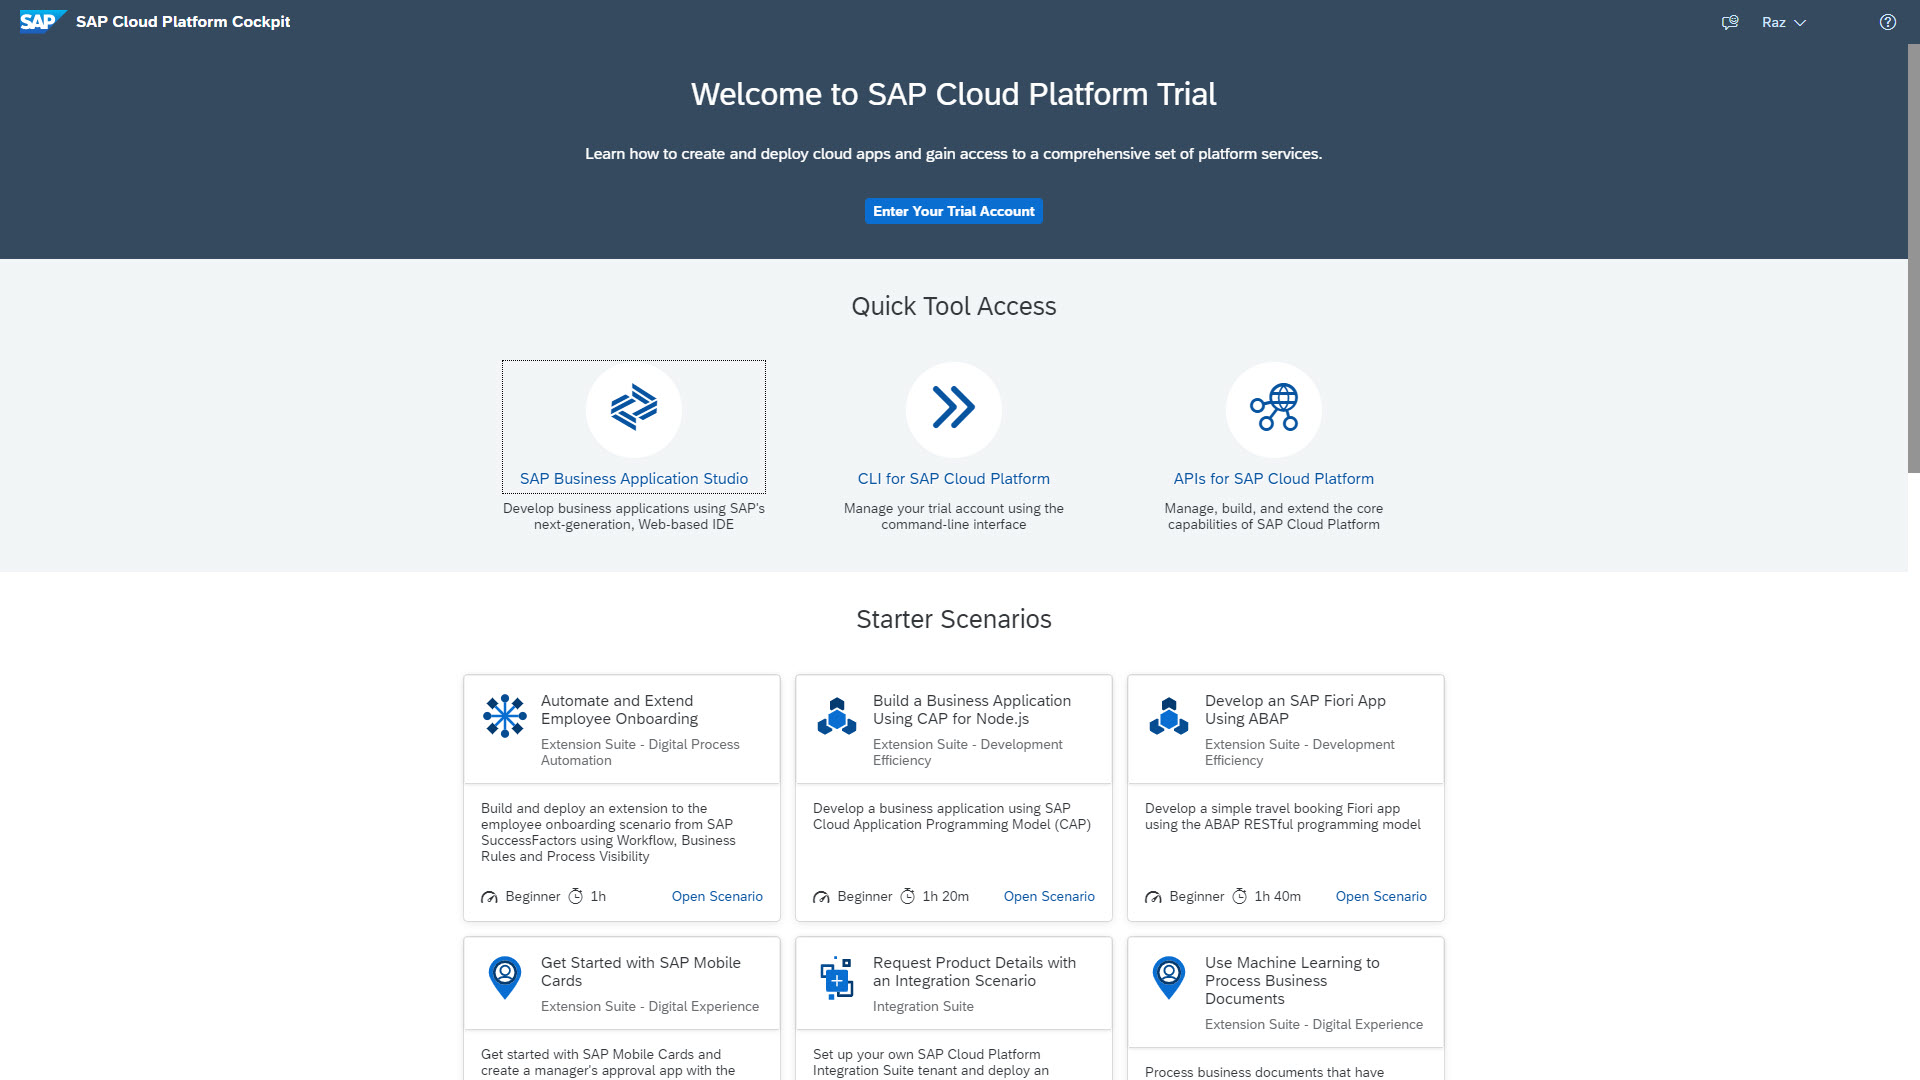 SAP SAP Cloud Platform Cockpit Raz
Welcome to SAP Cloud Platform Trial
Learn how to create and deploy cloud apps and gain access to a comprehensive set of platform services.
Enter Your Trial Account
Quick Tool Access
SAP Business Application Studio
Develop business applications using SAP's
next-generation, Web-based IDE
CLI for SAP Cloud Platform
Manage your trial account using the
command-line interface
APIs for SAP Cloud Platform
Manage, build, and extend the core
capabilities of SAP Cloud Platform
Starter Scenarios
Automate and Extend
Employee Onboarding
Extension Suite - Digital Process
Automation
Build and deploy an extension to the
employee onboarding scenario from SAP
SuccessFactors using Workflow, Business
Rules and Process Visibility
Beginner 1h Open Scenario
Build a Business Application
Using CAP for Node.js
Extension Suite - Development
Efficiency
Develop a business application using SAP
Cloud Application Programming Model (CAP)
Beginner 1h 20m Open Scenario
Develop an SAP Fiori App
Using ABAP
Extension Suite - Development
Efficiency
Develop a simple travel booking Fiori app
using the ABAP RESTful programming model
Beginner 1h 40m Open Scenario
Get Started with SAP Mobile
Cards
Extension Suite - Digital Experience
Get started with SAP Mobile Cards and
create a manager's approval app with the
Request Product Details with
an Integration Scenario
Integration Suite
Set up your own SAP Cloud Platform
Integration Suite tenant and deploy an
Use Machine Learning to
Process Business
Documents
Extension Suite - Digital Experience
Process business documents that have